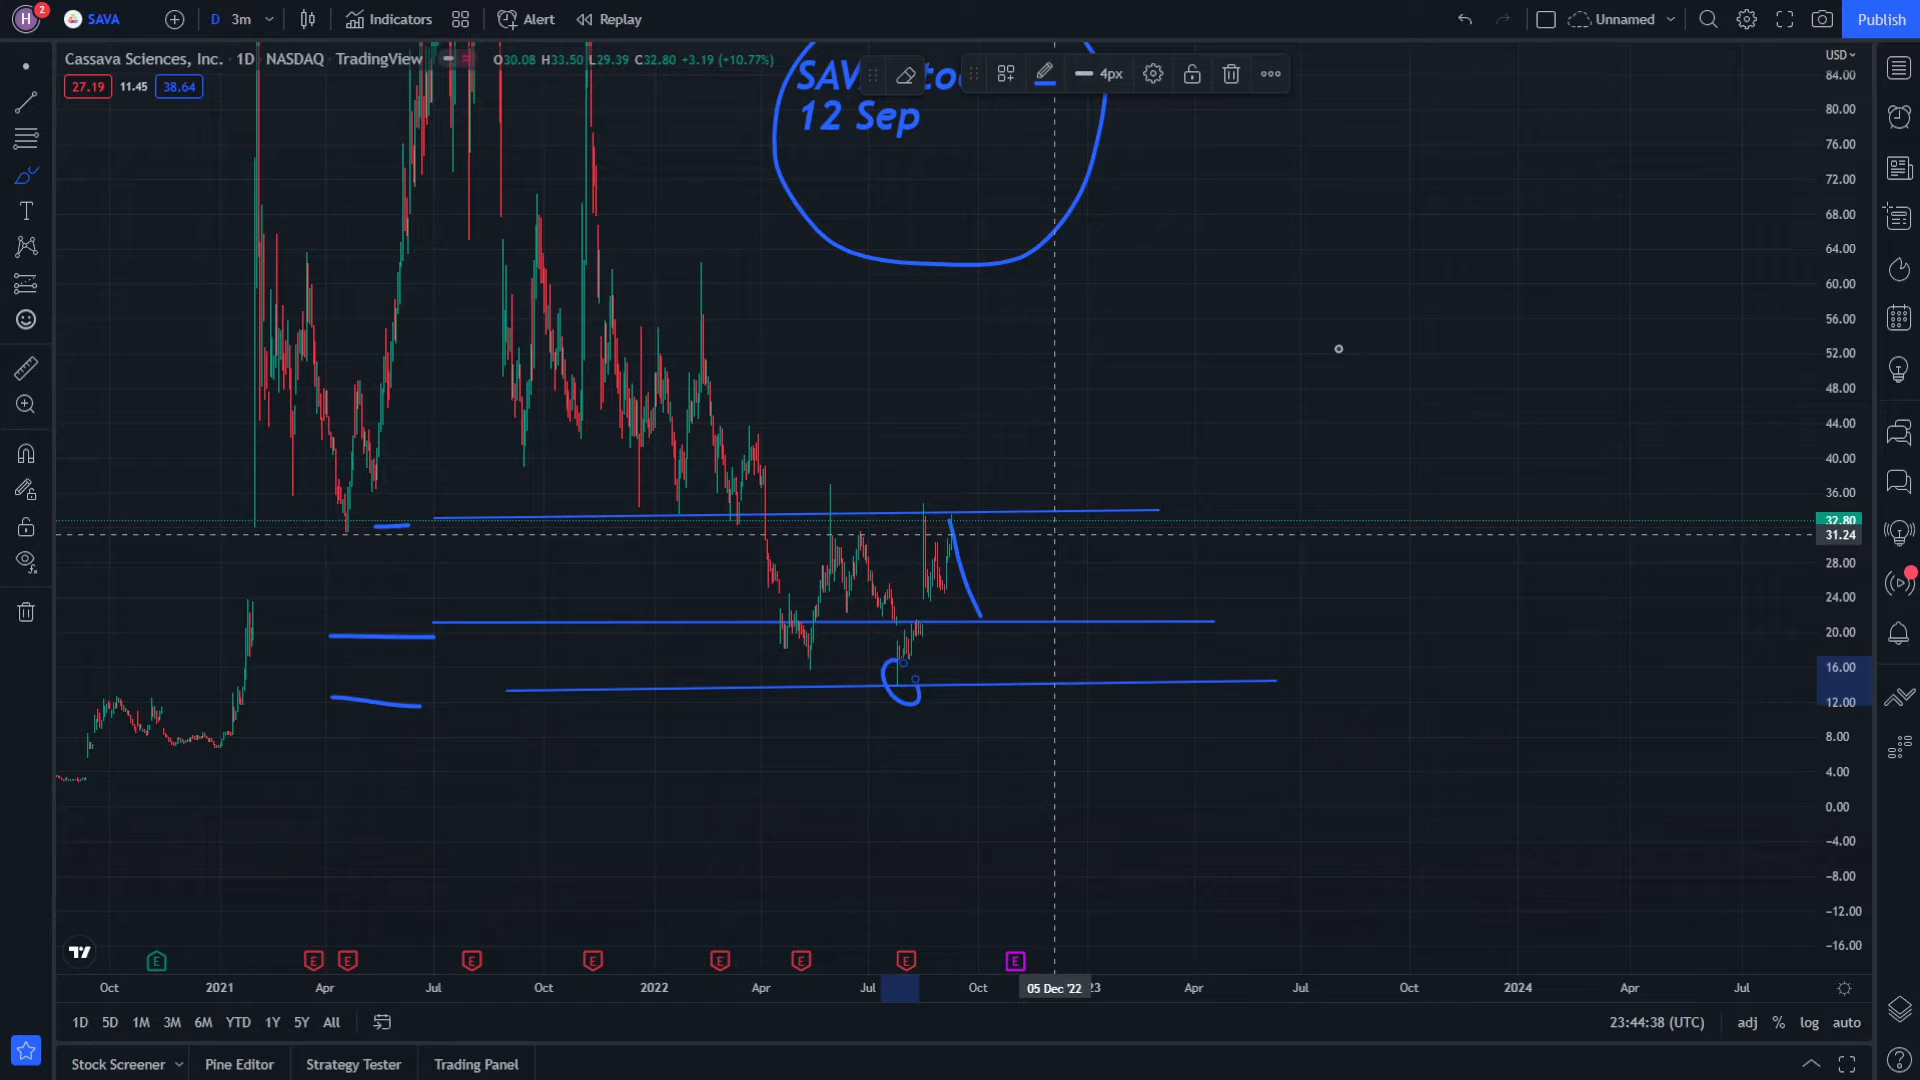 H 2 SAVA D 3m Indicators Alert Replay Unnamed Publish
Cassava Sciences, Inc. · 1D · NASDAQ · TradingView O30.08 H33.50 L29.39 C32.80 +3.19 (+10.77%)
27.19 11.45 38.64
4px
SAV
12 Sep
USD
84.00
80.00
76.00
72.00
68.00
64.00
60.00
56.00
52.00
48.00
44.00
40.00
36.00
32.80
31.24
28.00
24.00
20.00
16.00
12.00
8.00
4.00
0.00
−4.00
−8.00
−12.00
−16.00
E E E E E E E E E
Oct 2021 Apr Jul Oct 2022 Apr Jul Oct 05 Dec '22 23 Apr Jul Oct 2024 Apr Jul
1D 5D 1M 3M 6M YTD 1Y 5Y All 23:44:38 (UTC) adj % log auto
Stock Screener Pine Editor Strategy Tester Trading Panel